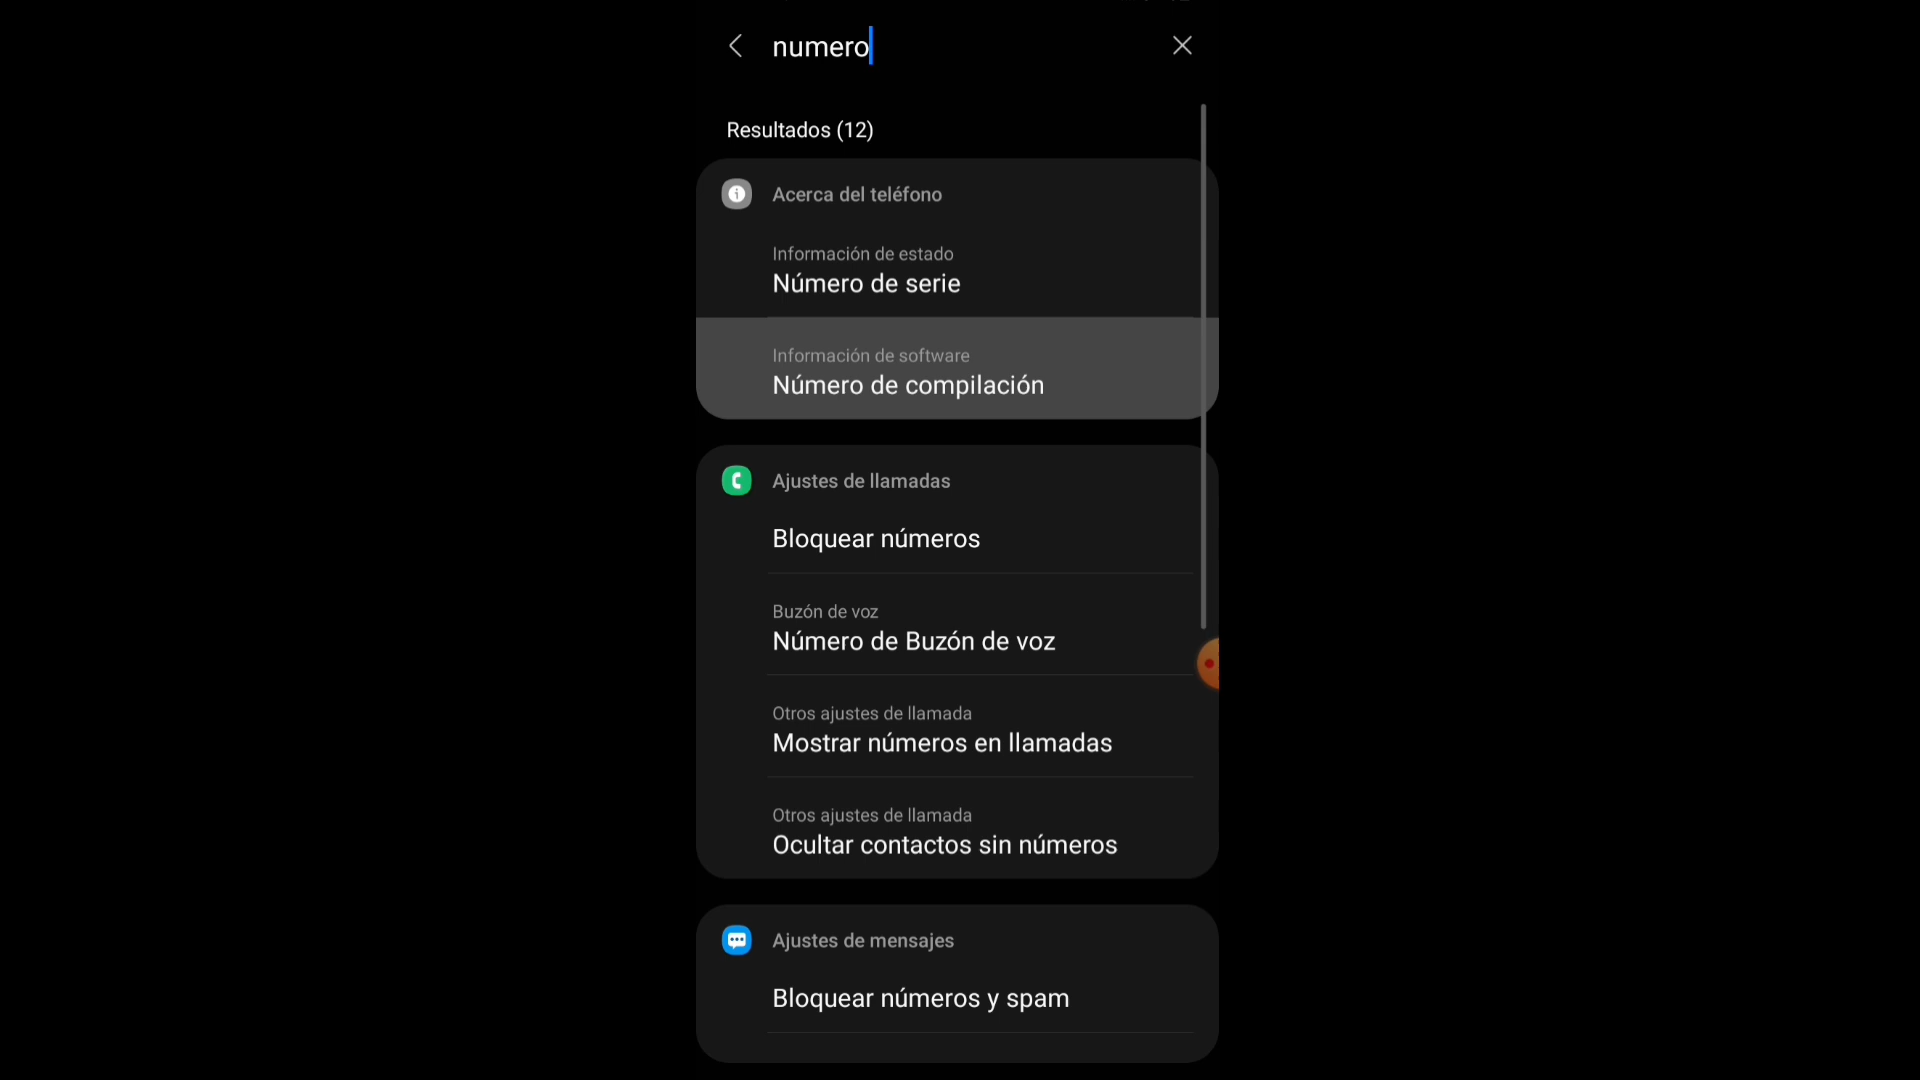 numero
Resultados (12)
Acerca del teléfono
Información de estado
Número de serie
Información de software
Número de compilación
Ajustes de llamadas
Bloquear números
Buzón de voz
Número de Buzón de voz
Otros ajustes de llamada
Mostrar números en llamadas
Otros ajustes de llamada
Ocultar contactos sin números
Ajustes de mensajes
Bloquear números y spam